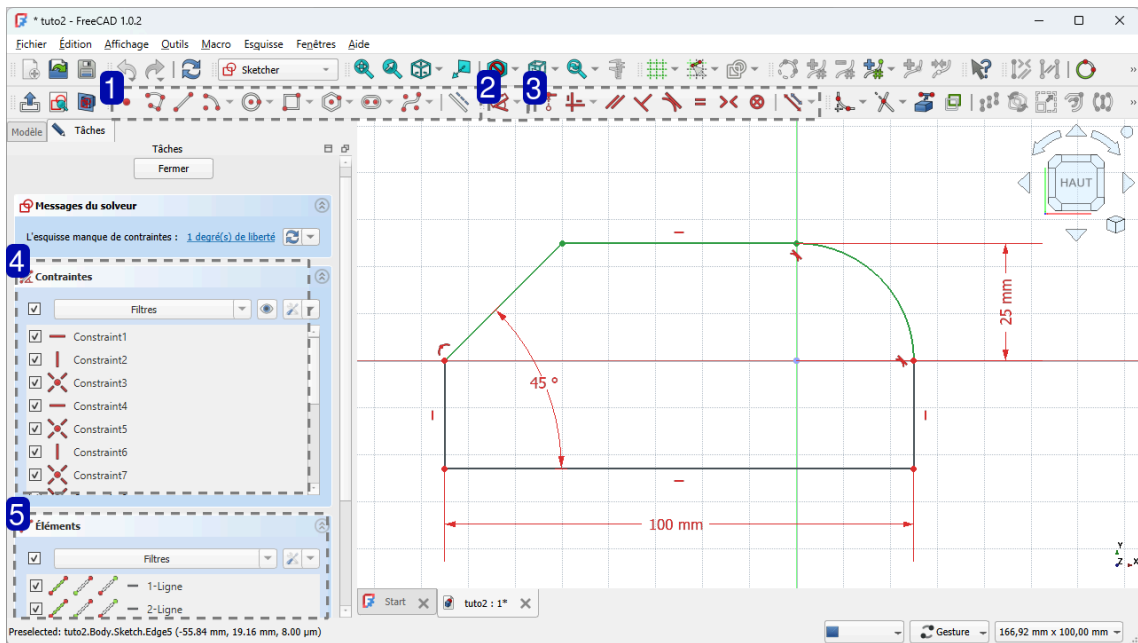 * tuto2 - FreeCAD 1.0.2
Fichier Édition Affichage Outils Macro Esquisse Fenêtres Aide
Sketcher
1
2
3
Modèle Tâches
Tâches
Fermer
Messages du solveur
L'esquisse manque de contraintes : 1 degré(s) de liberté
4
Contraintes
Filtres
Constraint1
Constraint2
Constraint3
Constraint4
Constraint5
Constraint6
Constraint7
5
Éléments
Filtres
1-Ligne
2-Ligne
HAUT
25 mm
45 °
100 mm
Y
Z X
Start tuto2 : 1*
Preselected: tuto2.Body.Sketch.Edge5 (-55.84 mm, 19.16 mm, 8.00 µm)
Gesture
166,92 mm x 100,00 mm